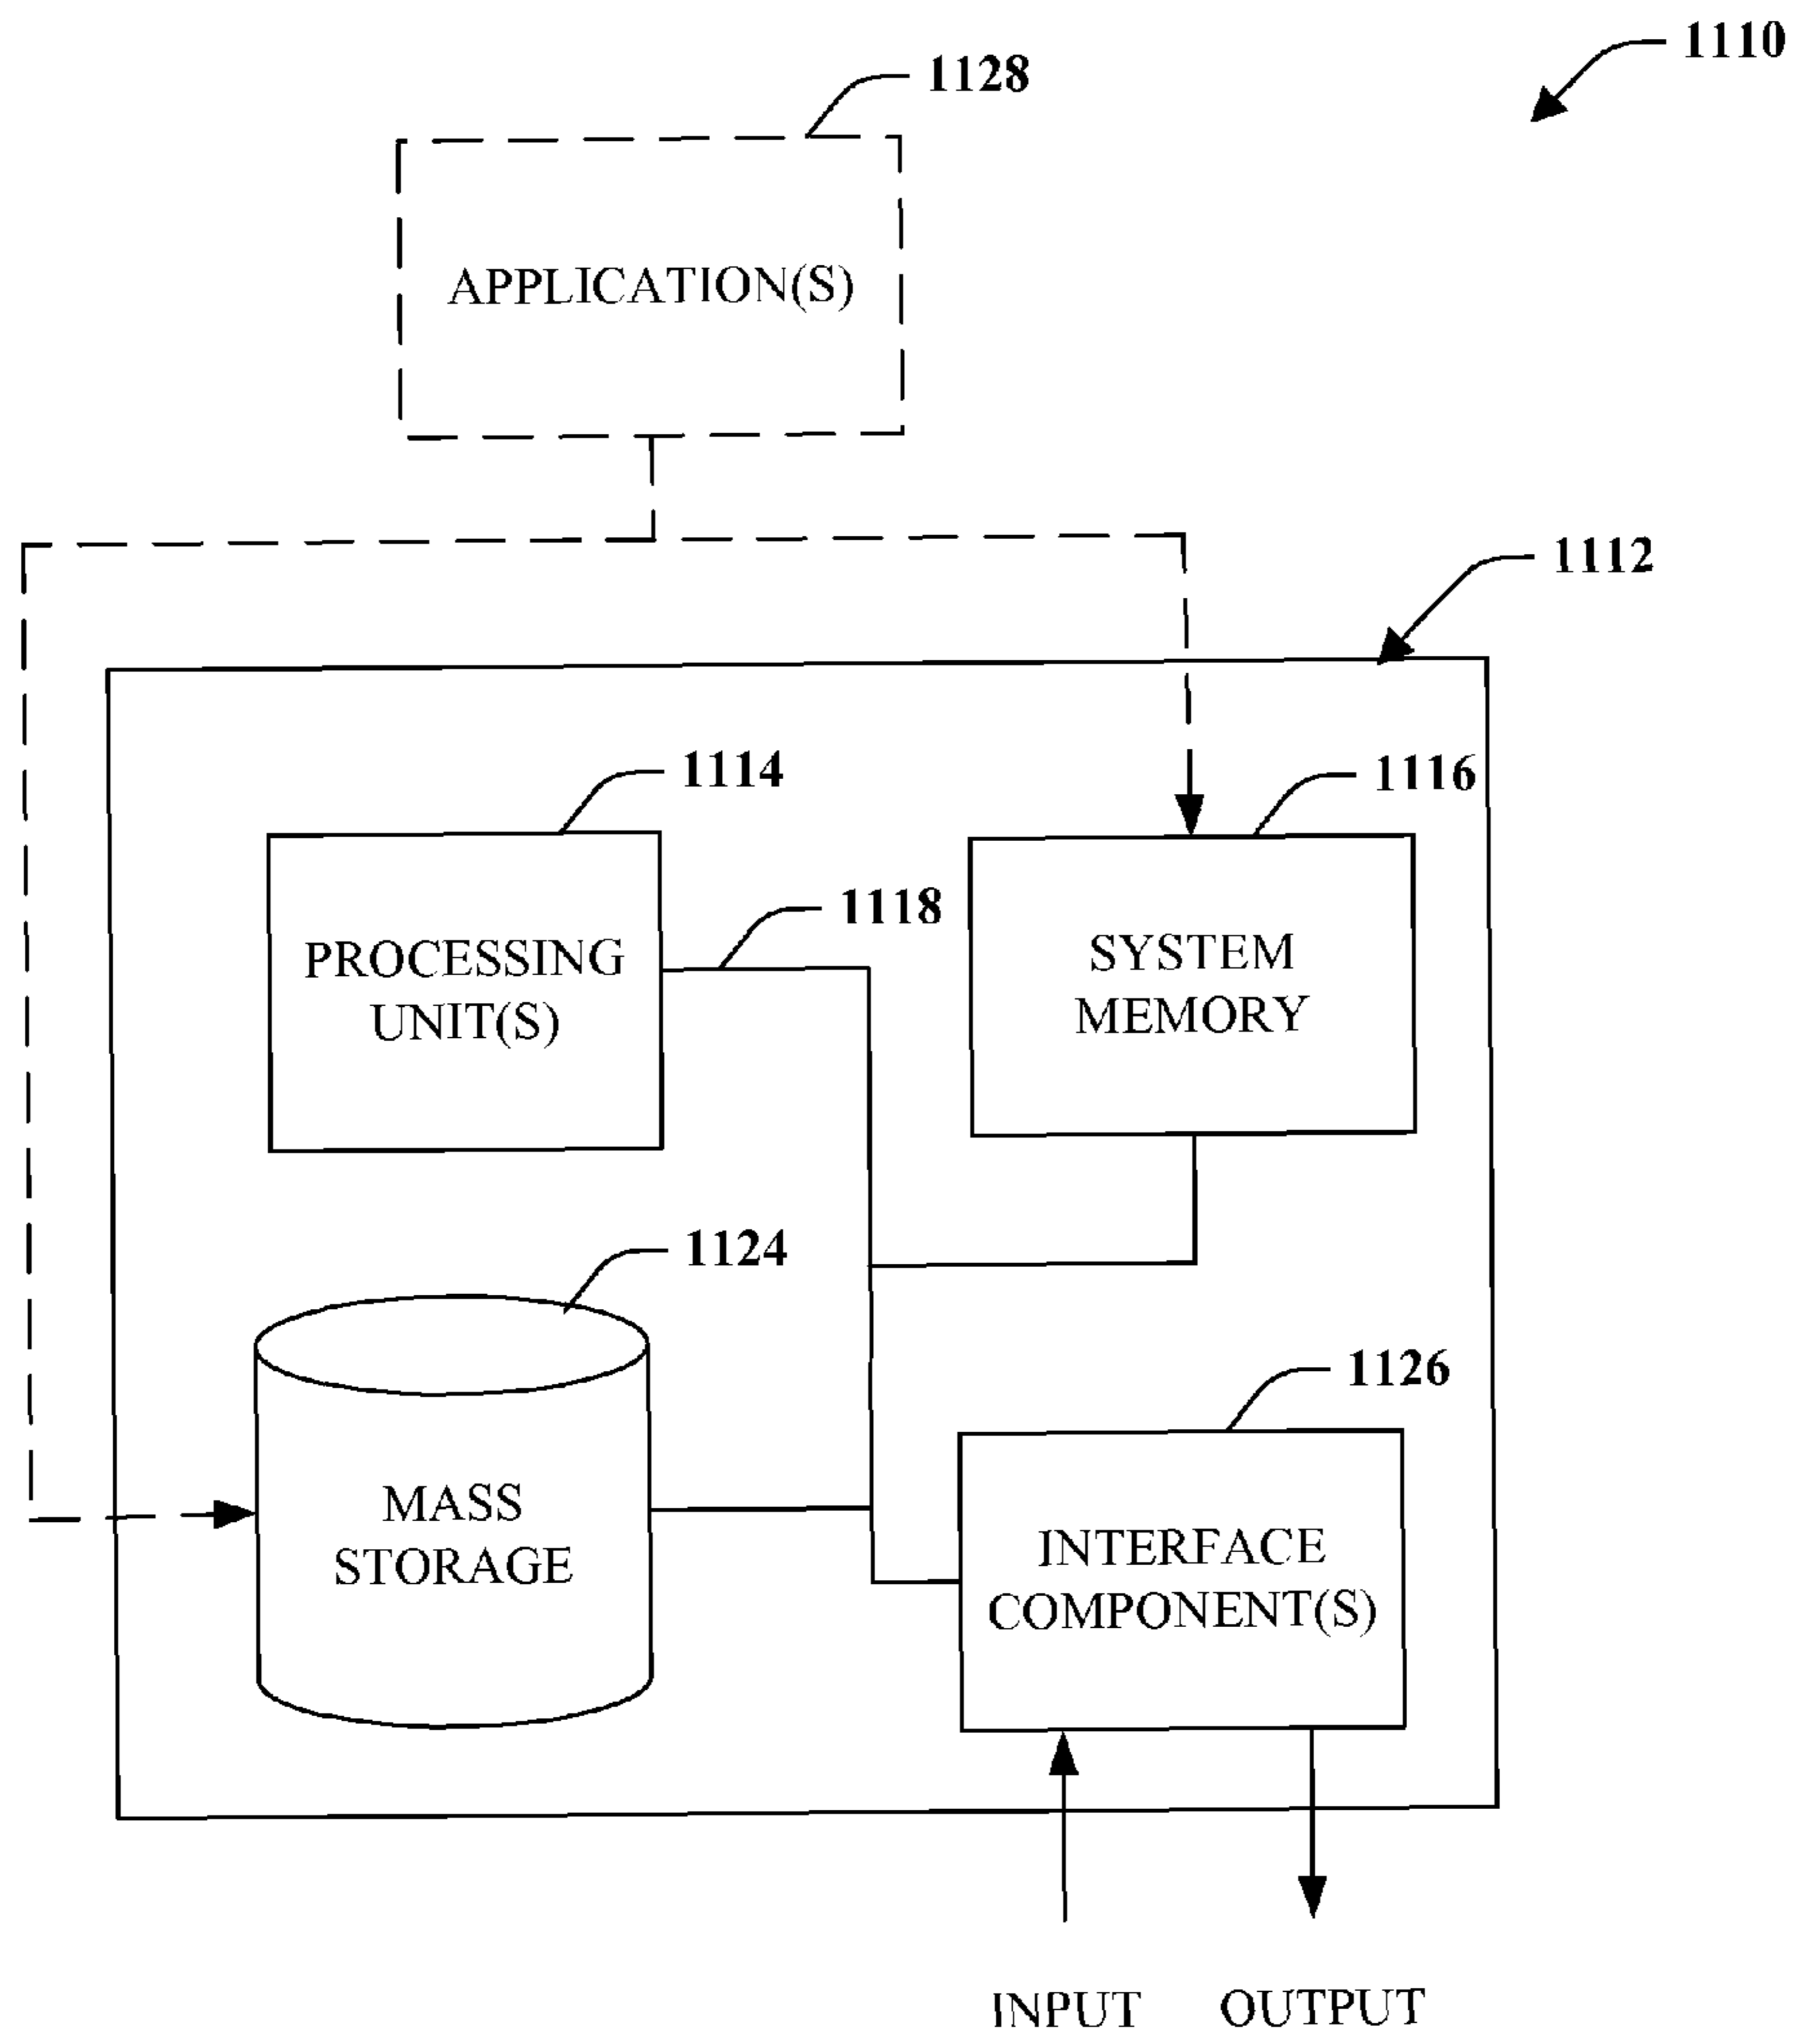 1110
1128
APPLICATION(S)
1112
1114
1116
1118
PROCESSING
UNIT(S)
SYSTEM
MEMORY
1124
1126
MASS
STORAGE
INTERFACE
COMPONENT(S)
INPUT
OUTPUT